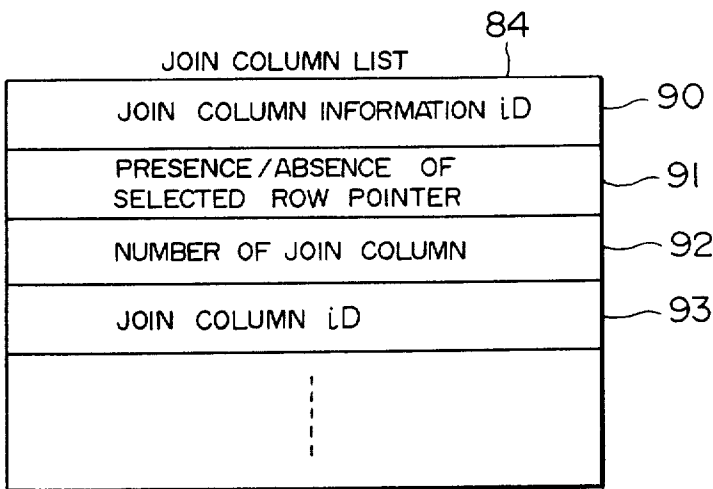 84
JOIN COLUMN LIST
JOIN COLUMN INFORMATION iD
90
PRESENCE/ABSENCE OF
SELECTED ROW POINTER
91
NUMBER OF JOIN COLUMN
92
JOIN COLUMN iD
93